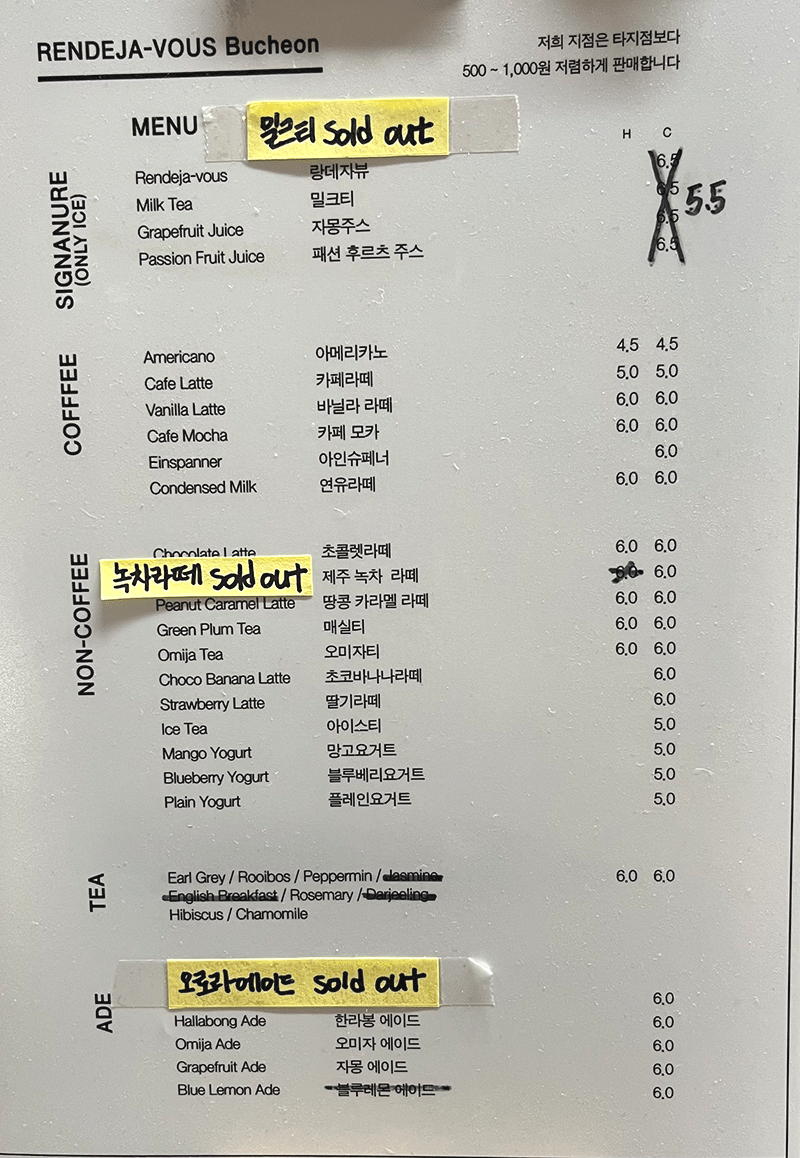 RENDEJA-VOUS Bucheon
저희 지점은 타지점보다
500 ~ 1,000원 저렴하게 판매합니다
MENU
밀크티 sold out
H C
SIGNANURE
(ONLY ICE)
Rendeja-vous 랑데자뷰 6.5
Milk Tea 밀크티 6.5
5.5
Grapefruit Juice 자몽주스 6.5
Passion Fruit Juice 패션 후르츠 주스 6.5
COFFFEE
Americano 아메리카노 4.5 4.5
Cafe Latte 카페라떼 5.0 5.0
Vanilla Latte 바닐라 라떼 6.0 6.0
Cafe Mocha 카페 모카 6.0 6.0
Einspanner 아인슈페너 6.0
Condensed Milk 연유라떼 6.0 6.0
NON-COFFEE
Chocolate Latte 초콜렛라떼 6.0 6.0
녹차라떼 sold out 제주 녹차 라떼 6.0 6.0
Peanut Caramel Latte 땅콩 카라멜 라떼 6.0 6.0
Green Plum Tea 매실티 6.0 6.0
Omija Tea 오미자티 6.0 6.0
Choco Banana Latte 초코바나나라떼 6.0
Strawberry Latte 딸기라떼 6.0
Ice Tea 아이스티 5.0
Mango Yogurt 망고요거트 5.0
Blueberry Yogurt 블루베리요거트 5.0
Plain Yogurt 플레인요거트 5.0
TEA
Earl Grey / Rooibos / Peppermin / Jasmine 6.0 6.0
English Breakfast / Rosemary / Darjeeling
Hibiscus / Chamomile
ADE
오로라에이드 sold out 6.0
Hallabong Ade 한라봉 에이드 6.0
Omija Ade 오미자 에이드 6.0
Grapefruit Ade 자몽 에이드 6.0
Blue Lemon Ade 블루레몬 에이드 6.0